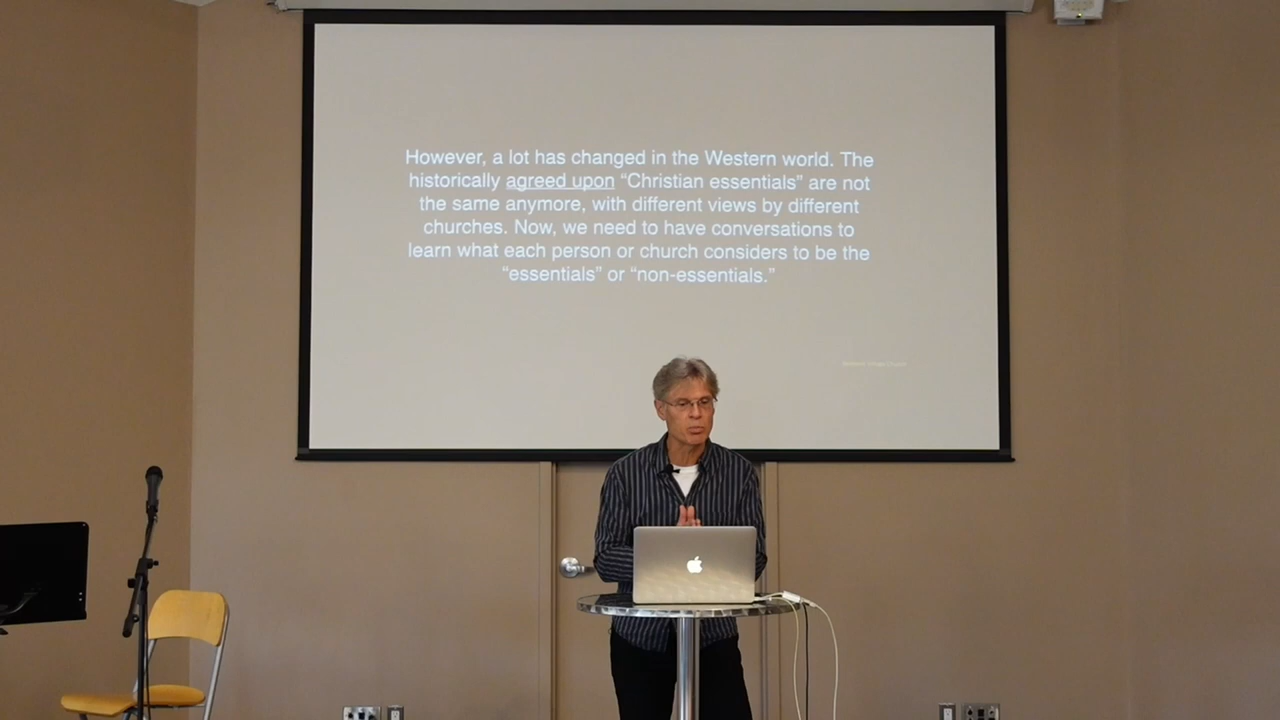 However, a lot has changed in the Western world. The
historically agreed upon “Christian essentials” are not
the same anymore, with different views by different
churches. Now, we need to have conversations to
learn what each person or church considers to be the
“essentials” or “non-essentials.”